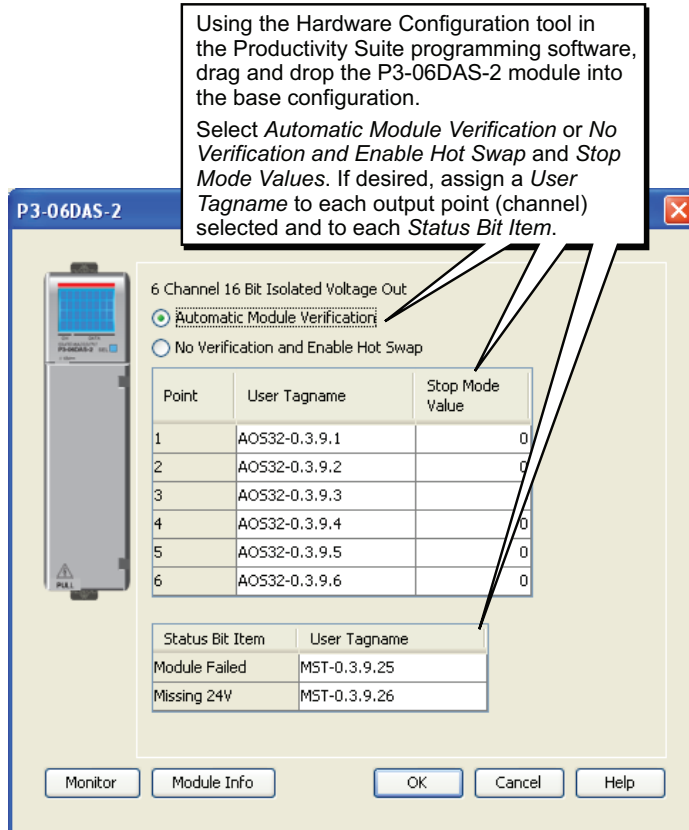 Using the Hardware Configuration tool in
the Productivity Suite programming software,
drag and drop the P3-06DAS-2 module into
the base configuration.
Select Automatic Module Verification or No
Verification and Enable Hot Swap and Stop
Mode Values. If desired, assign a User
Tagname to each output point (channel)
selected and to each Status Bit Item.
P3-06DAS-2
6 Channel 16 Bit Isolated Voltage Out
Automatic Module Verification
No Verification and Enable Hot Swap
Point User Tagname Stop Mode Value
1 AOS32-0.3.9.1 0
2 AOS32-0.3.9.2 0
3 AOS32-0.3.9.3
4 AOS32-0.3.9.4 0
5 AOS32-0.3.9.5 0
6 AOS32-0.3.9.6 0
Status Bit Item User Tagname
Module Failed MST-0.3.9.25
Missing 24V MST-0.3.9.26
PULL
Monitor Module Info OK Cancel Help